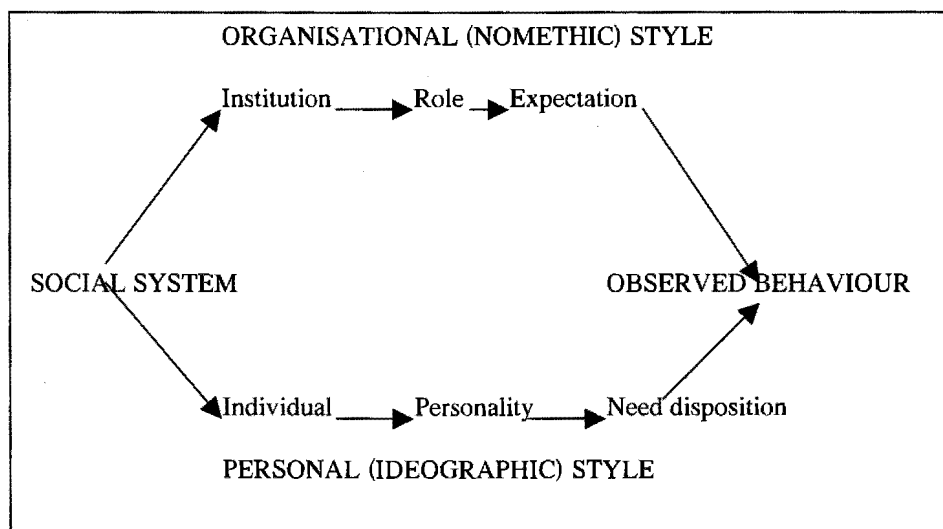 ORGANISATIONAL (NOMETHIC) STYLE
Institution Role Expectation
SOCIAL SYSTEM OBSERVED BEHAVIOUR
Individual Personality Need disposition
PERSONAL (IDEOGRAPHIC) STYLE